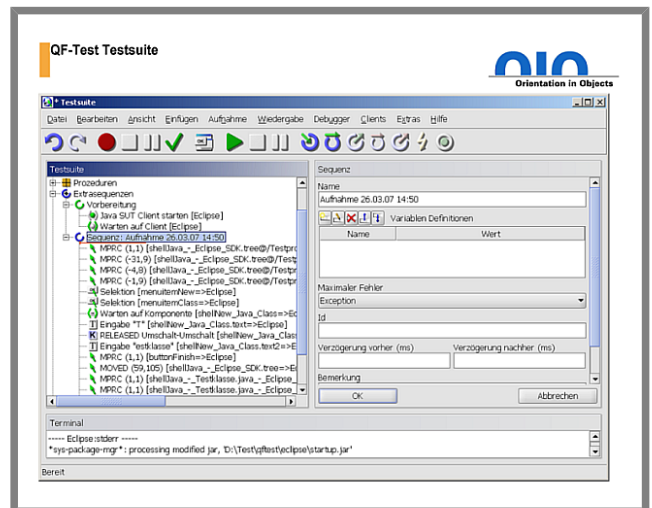 QF-Test Testsuite
Orientation in Objects
* Testsuite
Datei Bearbeiten Ansicht Einfügen Aufnahme Wiedergabe Debugger Clients Extras Hilfe
Testsuite
Prozeduren
Extrasequenzen
Vorbereitung
Java SUT Client starten [Eclipse]
Warten auf Client [Eclipse]
Sequenz: Aufnahme 26.03.07 14:50
MPRC (1,1) [shellJava_-_Eclipse_SDK.tree@/Testpro
MPRC (-31,9) [shellJava_-_Eclipse_SDK.tree@/Testp
MPRC (-4,8) [shellJava_-_Eclipse_SDK.tree@/Testpr
MPRC (-1,9) [shellJava_-_Eclipse_SDK.tree@/Testpr
Selektion [menuitemNew=>Eclipse]
Selektion [menuitemClass=>Eclipse]
Warten auf Komponente [shellNew_Java_Class=>Ec
Eingabe "T" [shellNew_Java_Class.text=>Eclipse]
RELEASED Umschalt-Umschalt [shellNew_Java_Class
Eingabe "estklasse" [shellNew_Java_Class.text2=>E
MPRC (1,1) [buttonFinish=>Eclipse]
MOVED (59,105) [shellJava_-_Eclipse_SDK.tree=>Ec
MPRC (1,1) [shellJava_-_Testklasse.java_-_Eclipse_
MPRC (1,1) [shellJava_-_Testklasse.java_-_Eclipse_
Sequenz
Name
Aufnahme 26.03.07 14:50
Variablen Definitionen
Name Wert
Maximaler Fehler
Exception
Id
Verzögerung vorher (ms) Verzögerung nachher (ms)
Bemerkung
OK Abbrechen
Terminal
----- Eclipse:stderr -----
*sys-package-mgr*: processing modified jar, 'D:\Test\qftest\eclipse\startup.jar'
Bereit